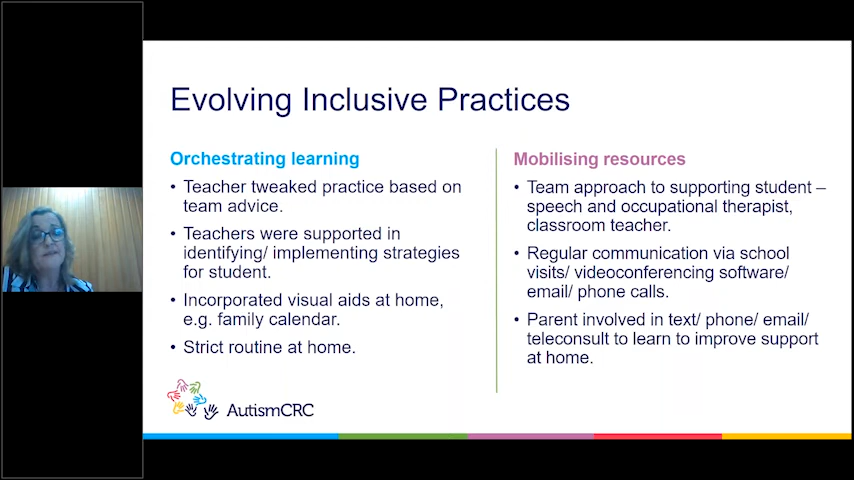 Evolving Inclusive Practices
Orchestrating learning
• Teacher tweaked practice based on
team advice.
• Teachers were supported in
identifying/ implementing strategies
for student.
• Incorporated visual aids at home,
e.g. family calendar.
• Strict routine at home.
Mobilising resources
• Team approach to supporting student –
speech and occupational therapist,
classroom teacher.
• Regular communication via school
visits/ videoconferencing software/
email/ phone calls.
• Parent involved in text/ phone/ email/
teleconsult to learn to improve support
at home.
AutismCRC